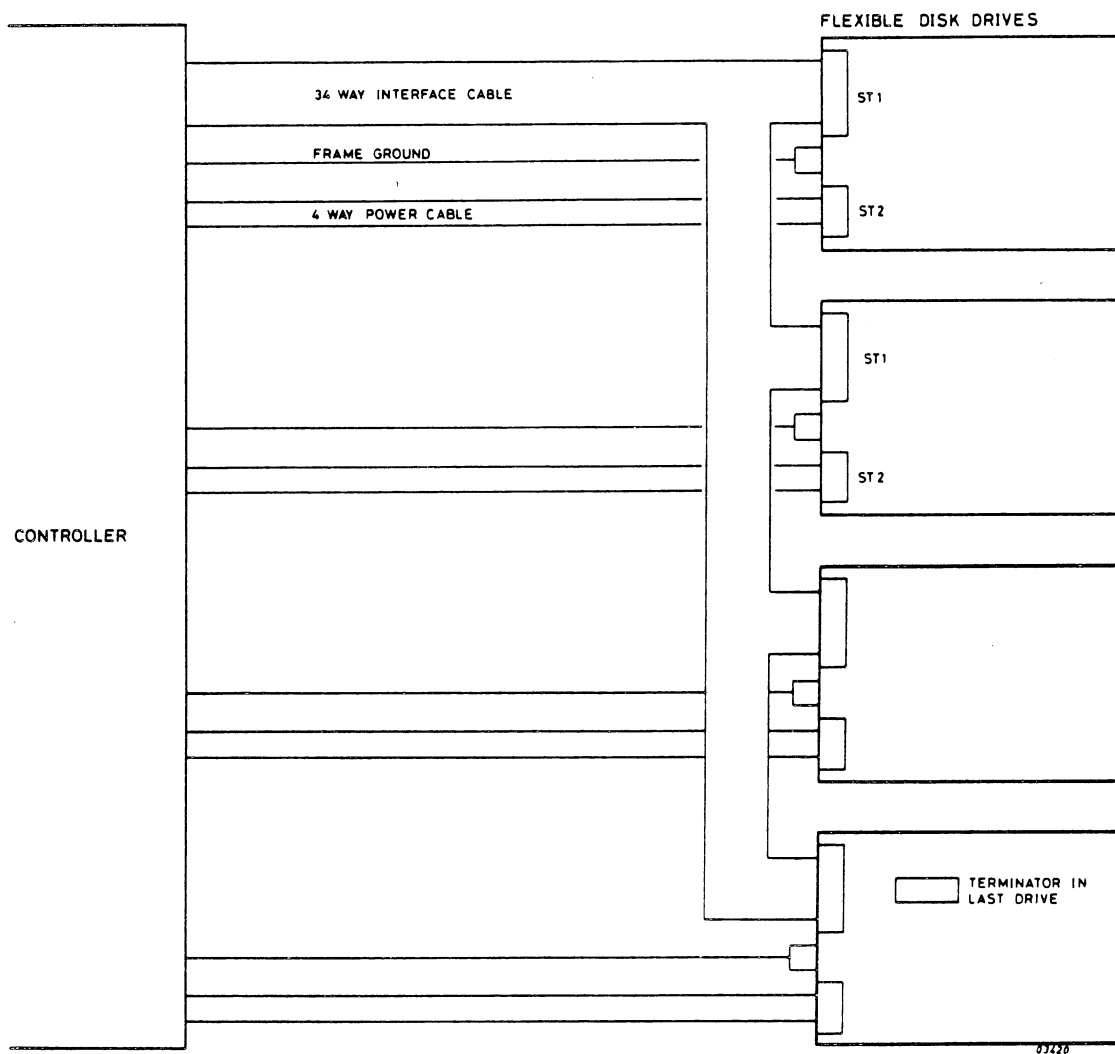 FLEXIBLE DISK DRIVES
34 WAY INTERFACE CABLE
ST1
FRAME GROUND
4 WAY POWER CABLE
ST2
ST1
ST2
CONTROLLER
TERMINATOR IN
LAST DRIVE
03420